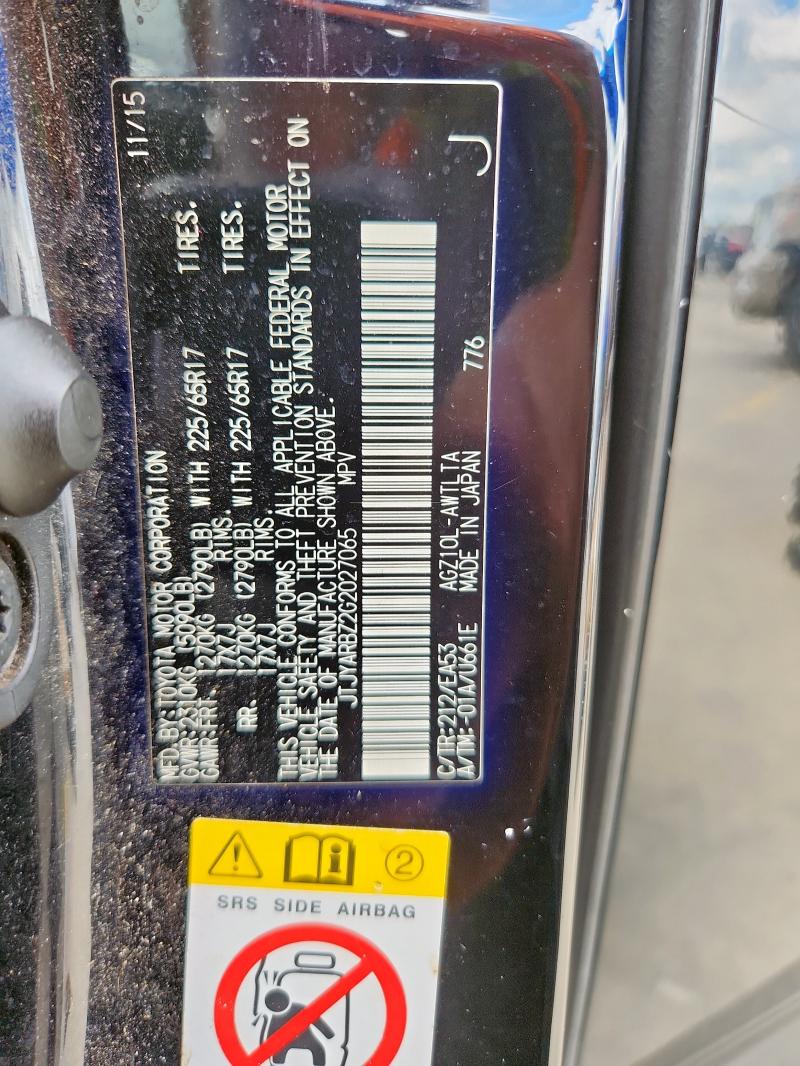 MFD.BY:TOYOTA MOTOR CORPORATION 11/15
GVWR:2310KG (5090LB)
GAWR:FRT 1270KG (2790LB) WITH 225/65R17 TIRES.
17X7J RIMS.
RR. 1270KG (2790LB) WITH 225/65R17 TIRES.
17X7J RIMS.
THIS VEHICLE CONFORMS TO ALL APPLICABLE FEDERAL MOTOR
VEHICLE SAFETY AND THEFT PREVENTION STANDARDS IN EFFECT ON
THE DATE OF MANUFACTURE SHOWN ABOVE.
JTJYARBZ2G2027065 MPV
C/TR:212/EA53 AGZ10L-AWTLTA J
A/TM:-01A/U661E MADE IN JAPAN 776
2
SRS SIDE AIRBAG